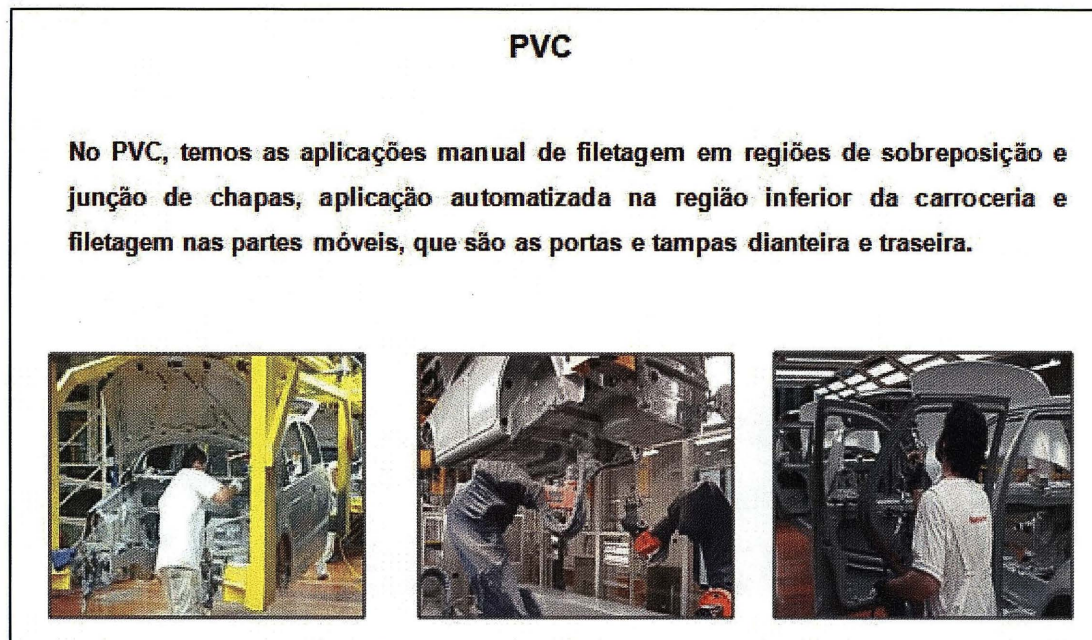 PVC
No PVC, temos as aplicações manual de filetagem em regiões de sobreposição e
junção de chapas, aplicação automatizada na região inferior da carroceria e
filetagem nas partes móveis, que são as portas e tampas dianteira e traseira.